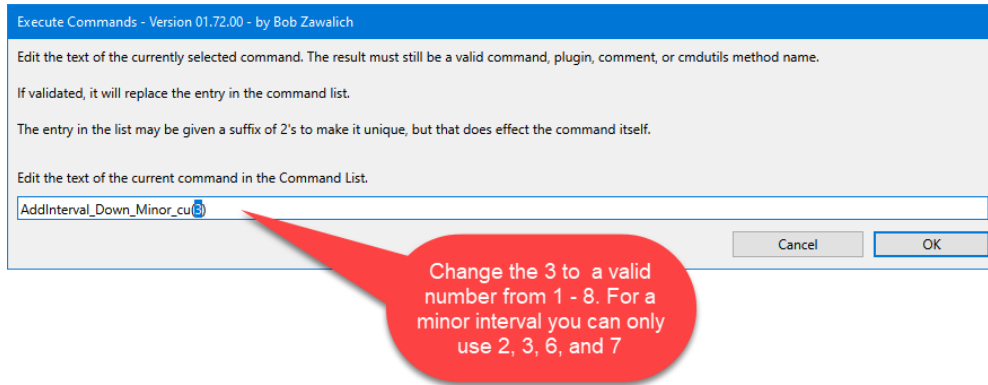 Execute Commands - Version 01.72.00 - by Bob Zawalich
Edit the text of the currently selected command. The result must still be a valid command, plugin, comment, or cmdutils method name.
If validated, it will replace the entry in the command list.
The entry in the list may be given a suffix of 2's to make it unique, but that does effect the command itself.
Edit the text of the current command in the Command List.
AddInterval_Down_Minor_cu(3)
Cancel
OK
Change the 3 to a valid
number from 1 - 8. For a
minor interval you can only
use 2, 3, 6, and 7